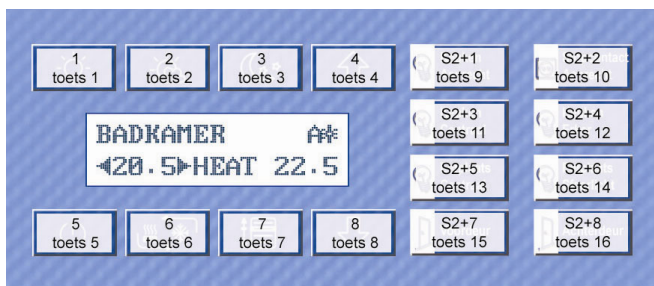 1
toets 1
2
toets 2
3
toets 3
4
toets 4
BADKAMER A❄
◀20.5▶HEAT 22.5
5
toets 5
6
toets 6
7
toets 7
8
toets 8
S2+1
toets 9
S2+2
toets 10
S2+3
toets 11
S2+4
toets 12
S2+5
toets 13
S2+6
toets 14
S2+7
toets 15
S2+8
toets 16